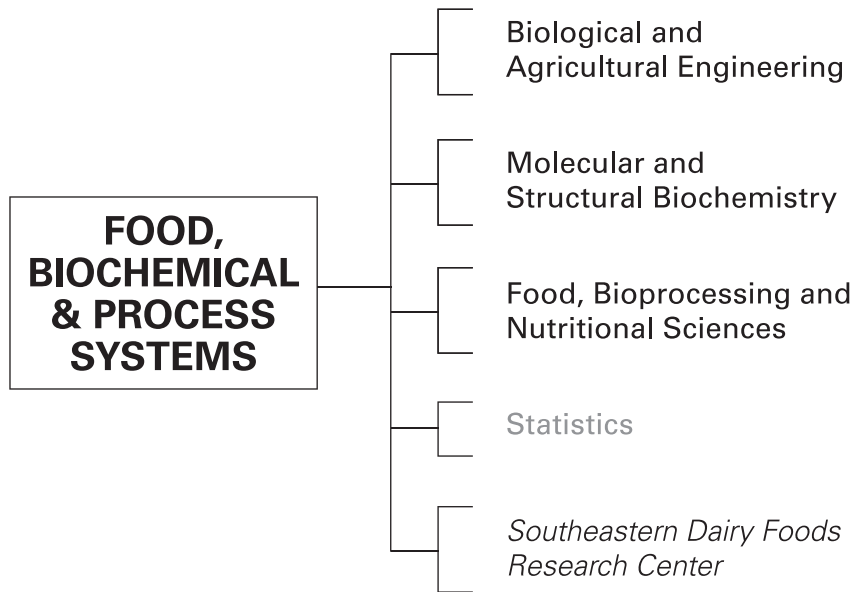 FOOD,
BIOCHEMICAL
& PROCESS
SYSTEMS
Biological and
Agricultural Engineering
Molecular and
Structural Biochemistry
Food, Bioprocessing and
Nutritional Sciences
Statistics
Southeastern Dairy Foods
Research Center